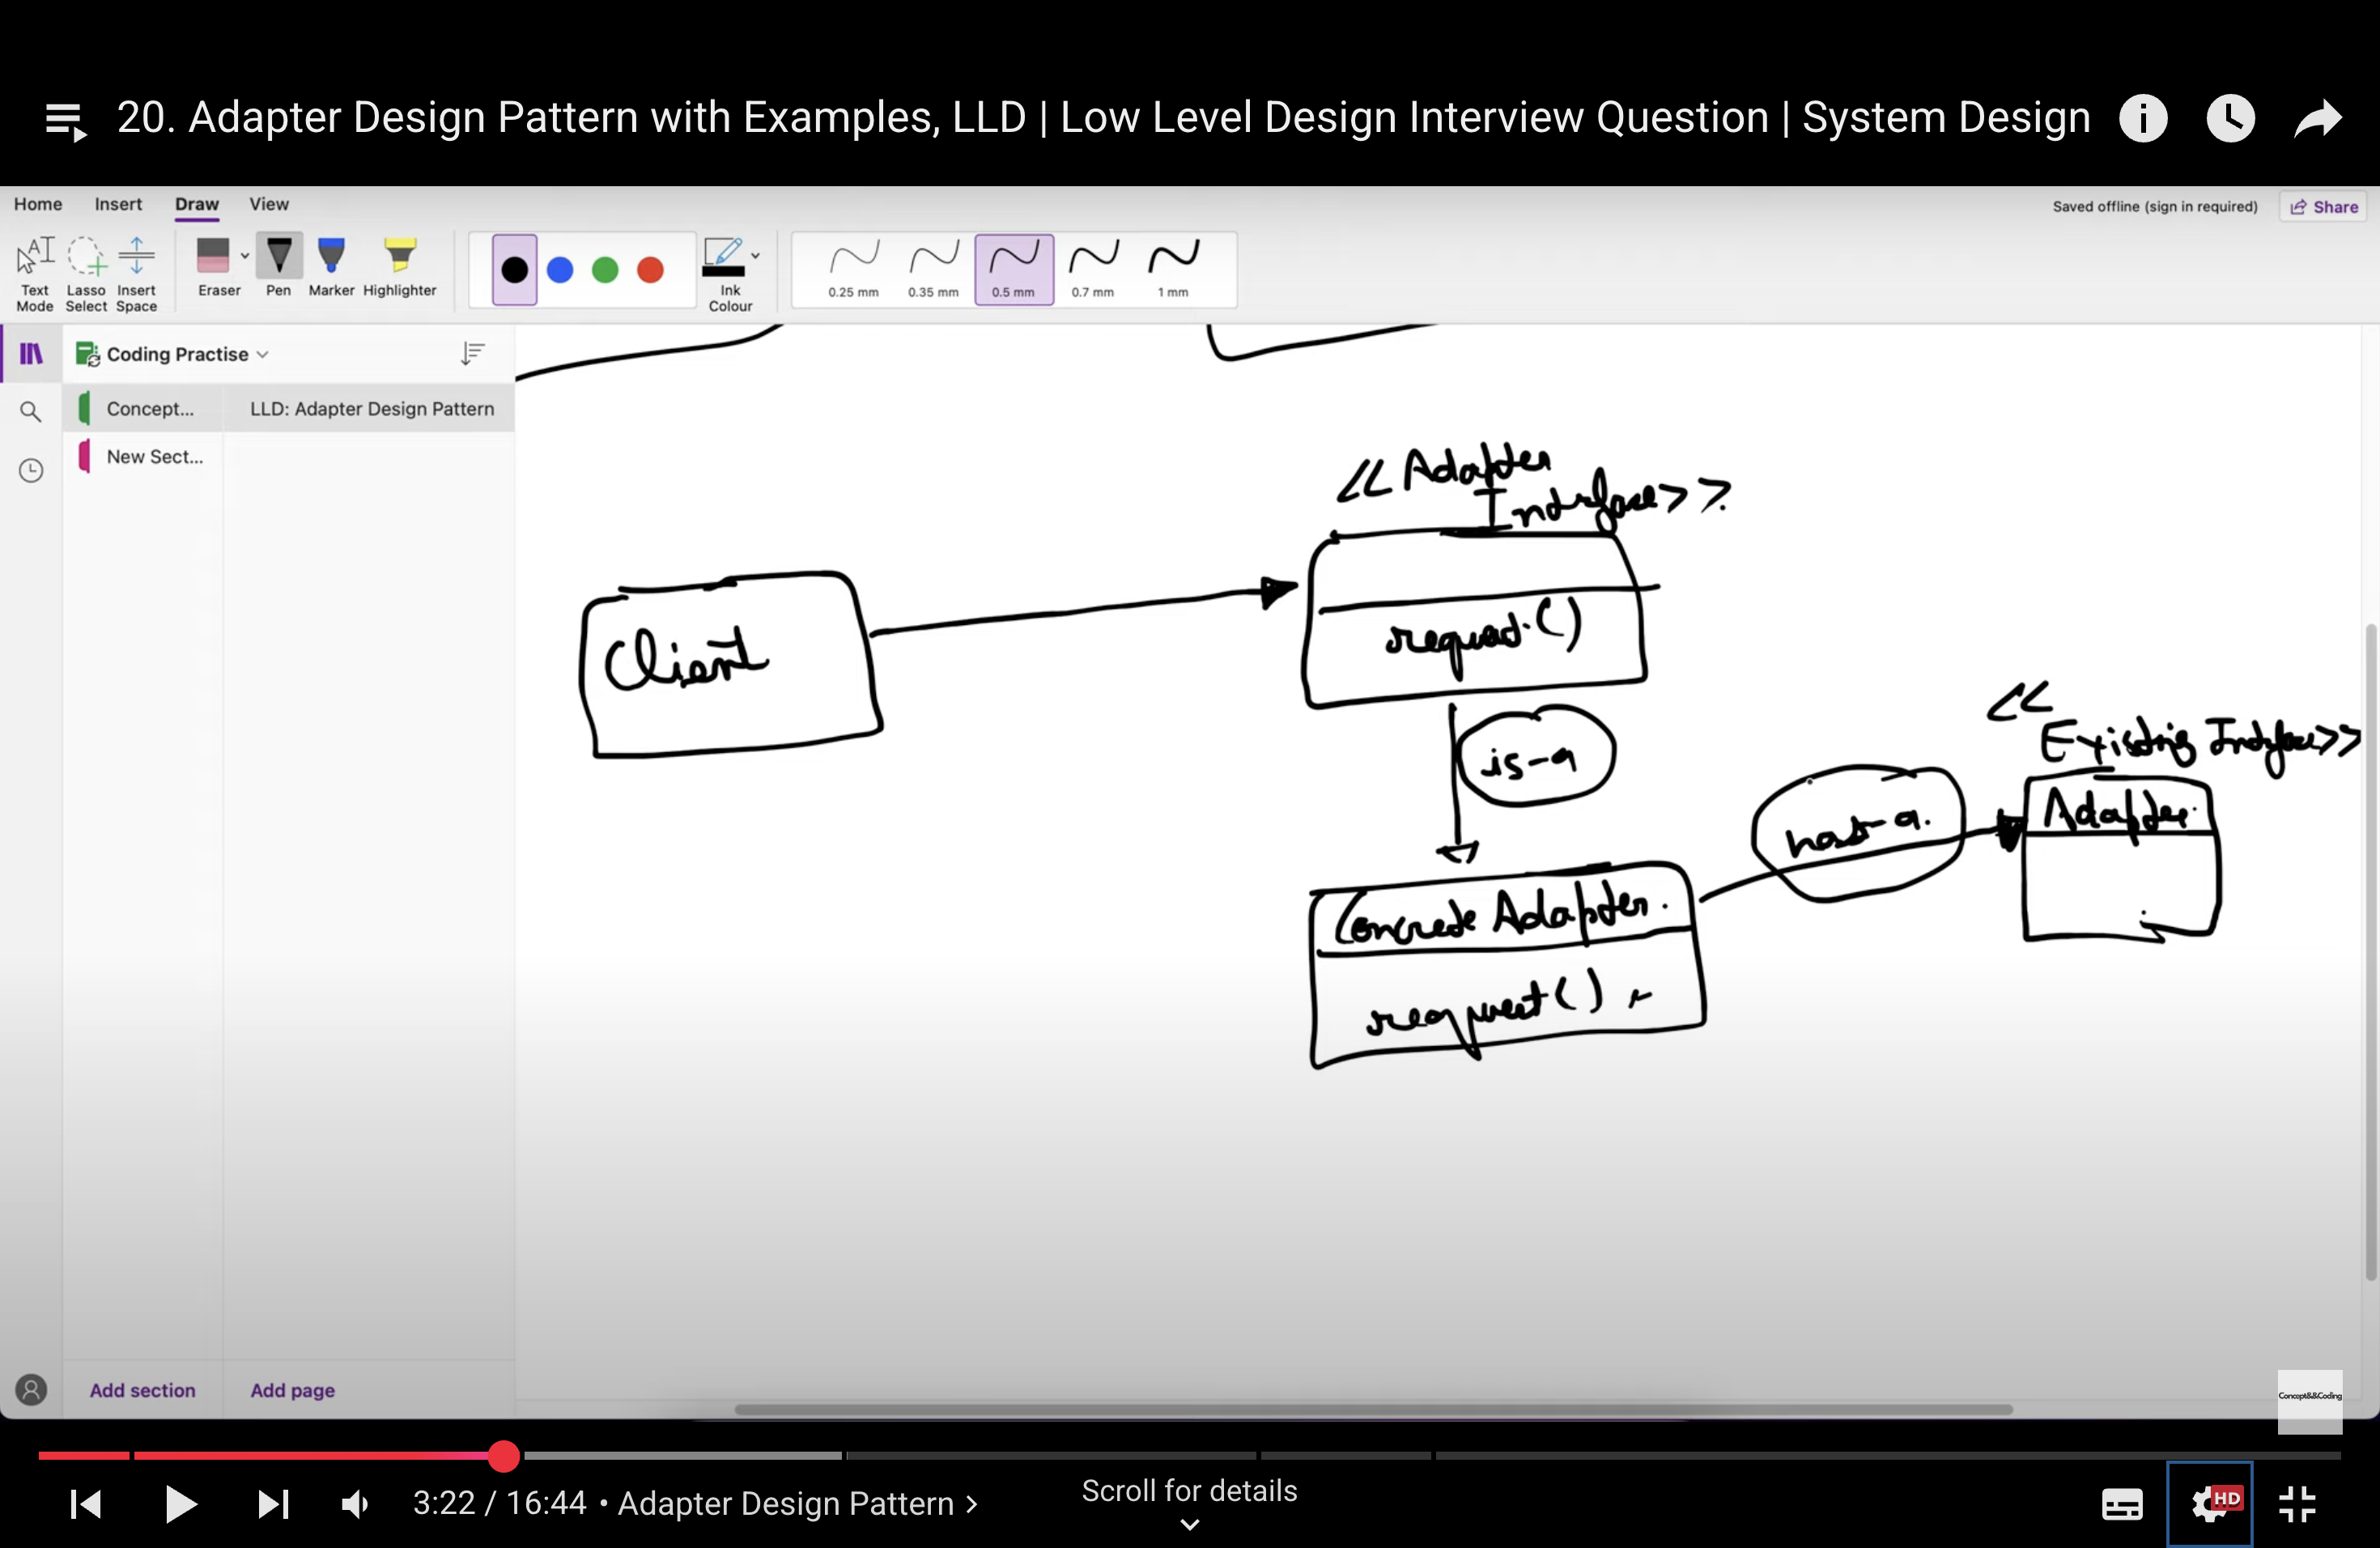 20. Adapter Design Pattern with Examples, LLD | Low Level Design Interview Question | System Design
Home Insert Draw View
Saved offline (sign in required) Share
Text Mode
Lasso Select
Insert Space
Eraser
Pen
Marker
Highlighter
Ink Colour
0.25 mm
0.35 mm
0.5 mm
0.7 mm
1 mm
Coding Practise
Concept...
LLD: Adapter Design Pattern
New Sect...
<< Adapter
Interface>>
request()
Client
is-a
<<
Existing Interface>>
has-a
Adaptee
Concrete Adapter
request()
Add section
Add page
Concept&&Coding
3:22 / 16:44 • Adapter Design Pattern >
Scroll for details
HD